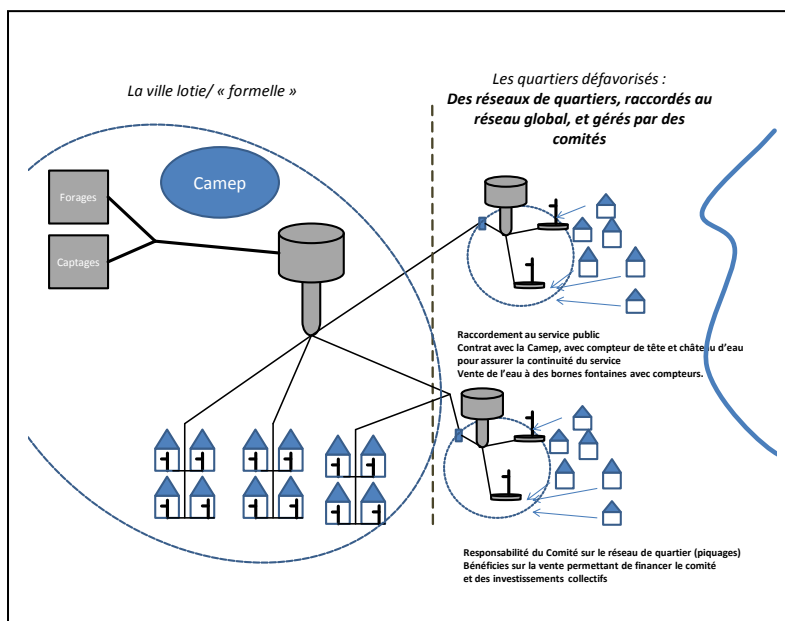 La ville lotie/ « formelle »
Les quartiers défavorisés :
Des réseaux de quartiers, raccordés au
réseau global, et gérés par des
comités
Camep
Forages
Captages
Raccordement au service public
Contrat avec la Camep, avec compteur de tête et château d’eau
pour assurer la continuité du service
Vente de l’eau à des bornes fontaines avec compteurs.
Responsabilité du Comité sur le réseau de quartier (piquages)
Bénéficies sur la vente permettant de financer le comité
et des investissements collectifs